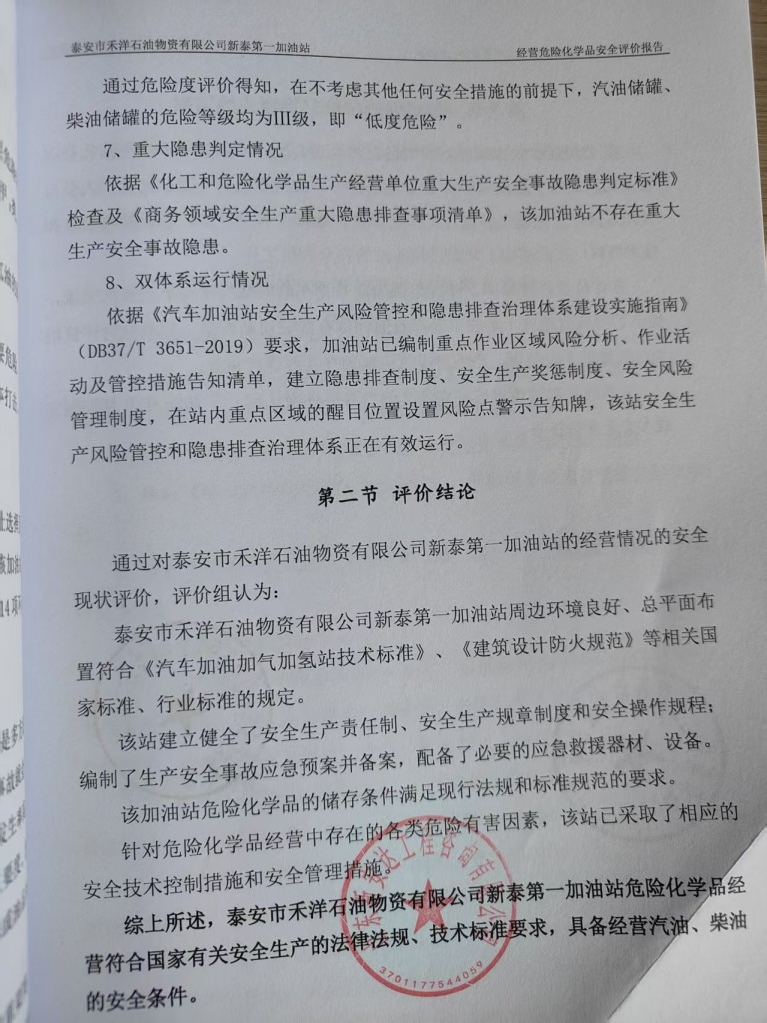 泰安市禾洋石油物资有限公司新泰第一加油站 经营危险化学品安全评价报告
通过危险度评价得知，在不考虑其他任何安全措施的前提下，汽油储罐、
柴油储罐的危险等级均为III级，即“低度危险”。
7、重大隐患判定情况
依据《化工和危险化学品生产经营单位重大生产安全事故隐患判定标准》
检查及《商务领域安全生产重大隐患排查事项清单》，该加油站不存在重大
生产安全事故隐患。
8、双体系运行情况
依据《汽车加油站安全生产风险管控和隐患排查治理体系建设实施指南》
（DB37/T 3651-2019）要求，加油站已编制重点作业区域风险分析、作业活
动及管控措施告知清单，建立隐患排查制度、安全生产奖惩制度、安全风险
管理制度，在站内重点区域的醒目位置设置风险点警示告知牌，该站安全生
产风险管控和隐患排查治理体系正在有效运行。
第二节 评价结论
通过对泰安市禾洋石油物资有限公司新泰第一加油站的经营情况的安全
现状评价，评价组认为：
泰安市禾洋石油物资有限公司新泰第一加油站周边环境良好、总平面布
置符合《汽车加油加气加氢站技术标准》、《建筑设计防火规范》等相关国
家标准、行业标准的规定。
该站建立健全了安全生产责任制、安全生产规章制度和安全操作规程；
编制了生产安全事故应急预案并备案，配备了必要的应急救援器材、设备。
该加油站危险化学品的储存条件满足现行法规和标准规范的要求。
针对危险化学品经营中存在的各类危险有害因素，该站已采取了相应的
安全技术控制措施和安全管理措施。
综上所述，泰安市禾洋石油物资有限公司新泰第一加油站危险化学品经
营符合国家有关安全生产的法律法规、技术标准要求，具备经营汽油、柴油
的安全条件。
3701177544059